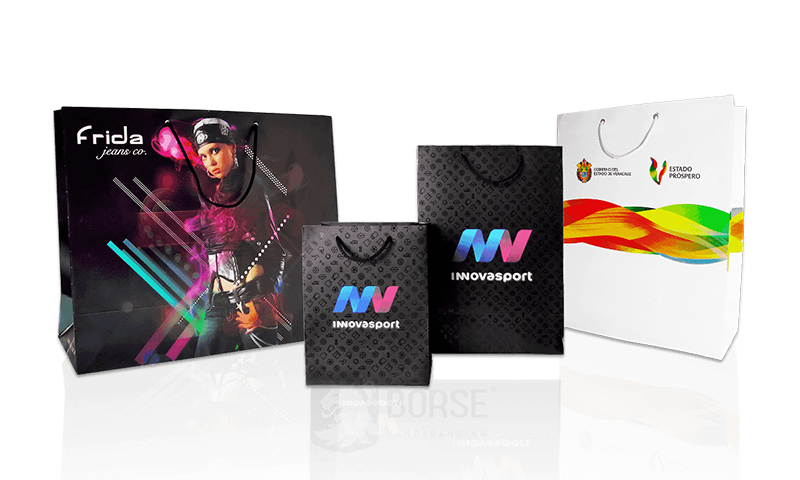 Frida
jeans co.
INNOVASPORT
INNOVASPORT
GOBIERNO DEL
ESTADO DE VERACRUZ
ESTADO
PRÓSPERO
BORSE